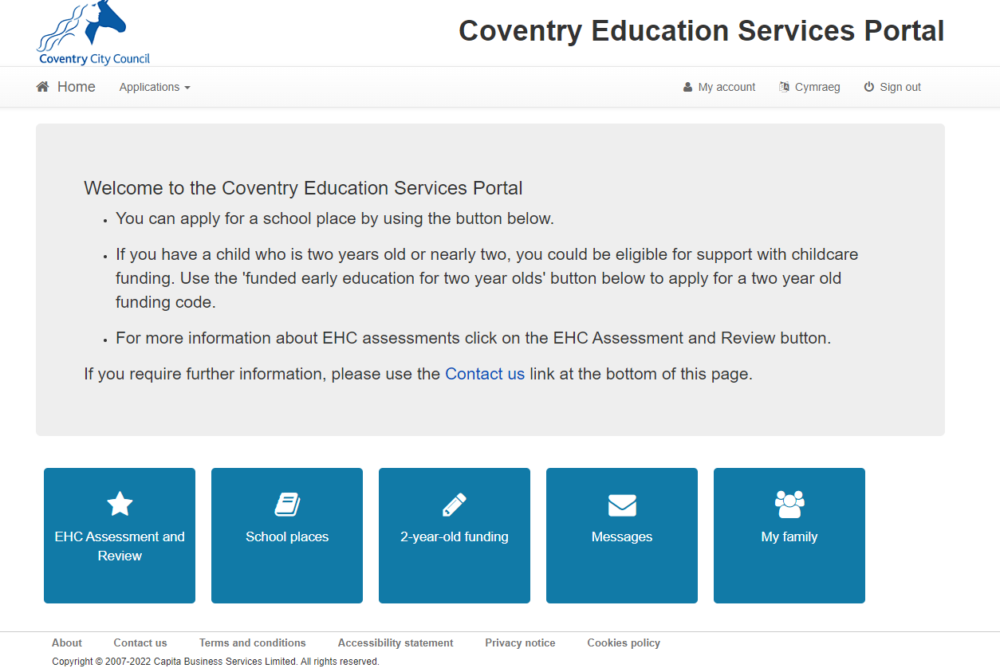 Coventry City Council
Coventry Education Services Portal
Home
Applications
My account
Cymraeg
Sign out
Welcome to the Coventry Education Services Portal
You can apply for a school place by using the button below.
If you have a child who is two years old or nearly two, you could be eligible for support with childcare
funding. Use the 'funded early education for two year olds' button below to apply for a two year old
funding code.
For more information about EHC assessments click on the EHC Assessment and Review button.
If you require further information, please use the Contact us link at the bottom of this page.
EHC Assessment and
Review
School places
2-year-old funding
Messages
My family
About
Contact us
Terms and conditions
Accessibility statement
Privacy notice
Cookies policy
Copyright © 2007-2022 Capita Business Services Limited. All rights reserved.